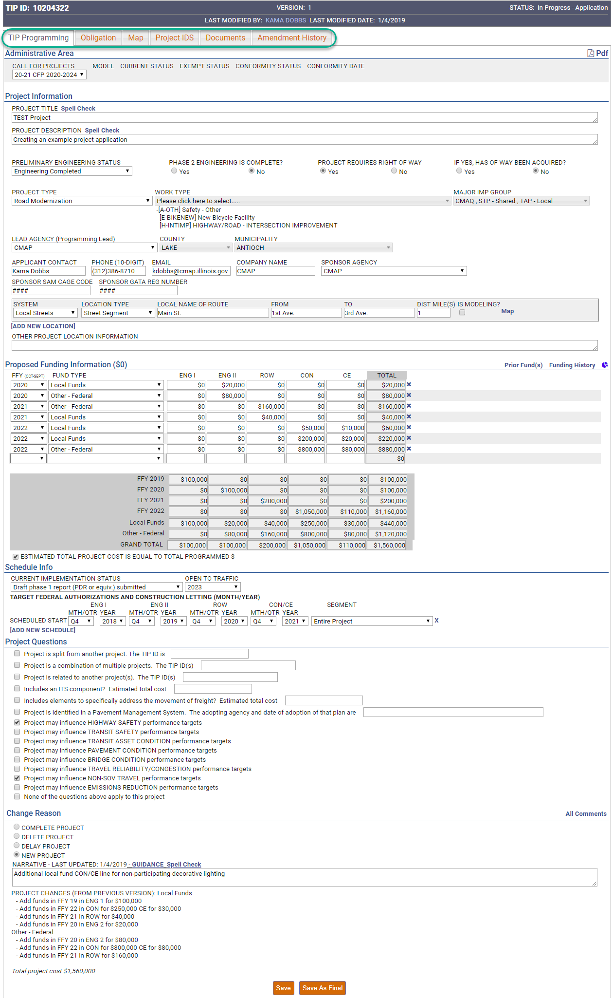 TIP ID: 10204322 VERSION: 1 STATUS: In Progress - Application
LAST MODIFIED BY: KAMA DOBBS LAST MODIFIED DATE: 1/4/2019
TIP Programming Obligation Map Project IDS Documents Amendment History
Administrative Area Pdf
CALL FOR PROJECTS MODEL CURRENT STATUS EXEMPT STATUS CONFORMITY STATUS CONFORMITY DATE
20-21 CFP 2020-2024
Project Information
PROJECT TITLE Spell Check
TEST Project
PROJECT DESCRIPTION Spell Check
Creating an example project application
PRELIMINARY ENGINEERING STATUS PHASE 2 ENGINEERING IS COMPLETE? PROJECT REQUIRES RIGHT OF WAY IF YES, HAS OF WAY BEEN ACQUIRED?
Engineering Completed Yes No Yes No Yes No
PROJECT TYPE WORK TYPE MAJOR IMP GROUP
Road Modernization Please click here to select..... CMAQ , STP - Shared , TAP - Local
-[A-OTH] Safety - Other
[E-BIKENEW] New Bicycle Facility
[H-INTIMP] HIGHWAY/ROAD - INTERSECTION IMPROVEMENT
LEAD AGENCY (Programming Lead) COUNTY MUNICIPALITY
CMAP LAKE ANTIOCH
APPLICANT CONTACT PHONE (10-DIGIT) EMAIL COMPANY NAME SPONSOR AGENCY
Kama Dobbs (312)386-8710 kdobbs@cmap.illinois.gov CMAP CMAP
SPONSOR SAM CAGE CODE SPONSOR GATA REG NUMBER
#### ####
SYSTEM LOCATION TYPE LOCAL NAME OF ROUTE FROM TO DIST MILE(S) IS MODELING?
Local Streets Street Segment Main St. 1st Ave. 3rd Ave. 1 Map
[ADD NEW LOCATION]
OTHER PROJECT LOCATION INFORMATION
Proposed Funding Information ($0) Prior Fund(s) Funding History
FFY (OCT-SEPT) FUND TYPE ENG I ENG II ROW CON CE TOTAL
2020 Local Funds $0 $20,000 $0 $0 $0 $20,000 ✖
2020 Other - Federal $0 $80,000 $0 $0 $0 $80,000 ✖
2021 Other - Federal $0 $0 $160,000 $0 $0 $160,000 ✖
2021 Local Funds $0 $0 $40,000 $0 $0 $40,000 ✖
2022 Local Funds $0 $0 $0 $50,000 $10,000 $60,000 ✖
2022 Local Funds $0 $0 $0 $200,000 $20,000 $220,000 ✖
2022 Other - Federal $0 $0 $0 $800,000 $80,000 $880,000 ✖
$0
FFY 2019 $100,000 $0 $0 $0 $0 $100,000
FFY 2020 $0 $100,000 $0 $0 $0 $100,000
FFY 2021 $0 $0 $200,000 $0 $0 $200,000
FFY 2022 $0 $0 $0 $1,050,000 $110,000 $1,160,000
Local Funds $100,000 $20,000 $40,000 $250,000 $30,000 $440,000
Other - Federal $0 $80,000 $160,000 $800,000 $80,000 $1,120,000
GRAND TOTAL $100,000 $100,000 $200,000 $1,050,000 $110,000 $1,560,000
ESTIMATED TOTAL PROJECT COST IS EQUAL TO TOTAL PROGRAMMED $
Schedule Info
CURRENT IMPLEMENTATION STATUS OPEN TO TRAFFIC
Draft phase 1 report (PDR or equiv.) submitted 2023
TARGET FEDERAL AUTHORIZATIONS AND CONSTRUCTION LETTING (MONTH/YEAR)
ENG I ENG II ROW CON/CE SEGMENT
MTH/QTR YEAR MTH/QTR YEAR MTH/QTR YEAR MTH/QTR YEAR
SCHEDULED START Q4 2018 Q4 2019 Q4 2020 Q4 2021 Entire Project X
[ADD NEW SCHEDULE]
Project Questions
Project is split from another project. The TIP ID is
Project is a combination of multiple projects. The TIP ID(s)
Project is related to another project(s). The TIP ID(s)
Includes an ITS component? Estimated total cost
Includes elements to specifically address the movement of freight? Estimated total cost
Project is identified in a Pavement Management System. The adopting agency and date of adoption of that plan are
Project may influence HIGHWAY SAFETY performance targets
Project may influence TRANSIT SAFETY performance targets
Project may influence TRANSIT ASSET CONDITION performance targets
Project may influence PAVEMENT CONDITION performance targets
Project may influence BRIDGE CONDITION performance targets
Project may influence TRAVEL RELIABILITY/CONGESTION performance targets
Project may influence NON-SOV TRAVEL performance targets
Project may influence EMISSIONS REDUCTION performance targets
None of the questions above apply to this project
Change Reason All Comments
COMPLETE PROJECT
DELETE PROJECT
DELAY PROJECT
NEW PROJECT
NARRATIVE - LAST UPDATED: 1/4/2019 - GUIDANCE Spell Check
Additional local fund CON/CE line for non-participating decorative lighting
PROJECT CHANGES (FROM PREVIOUS VERSION): Local Funds
- Add funds in FFY 19 in ENG 1 for $100,000
- Add funds in FFY 22 in CON for $250,000 CE for $30,000
- Add funds in FFY 21 in ROW for $40,000
- Add funds in FFY 20 in ENG 2 for $20,000
Other - Federal
- Add funds in FFY 20 in ENG 2 for $80,000
- Add funds in FFY 22 in CON for $800,000 CE for $80,000
- Add funds in FFY 21 in ROW for $160,000
Total project cost $1,560,000
Save Save As Final